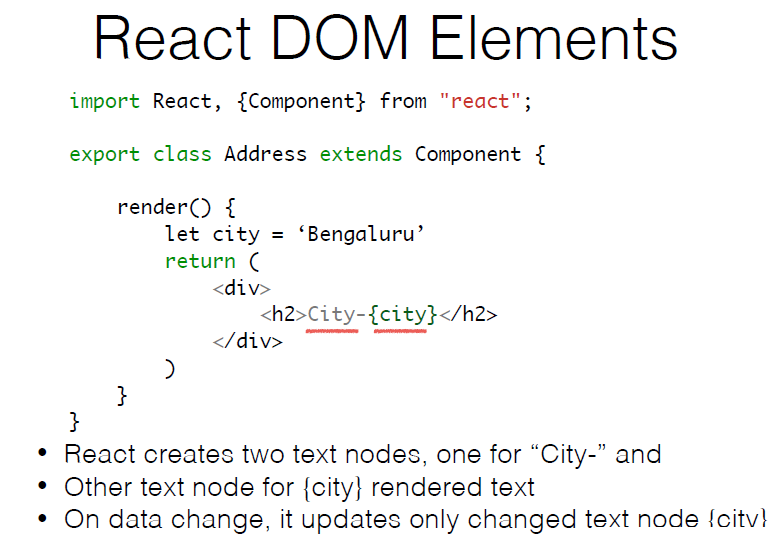 React DOM Elements
import React, {Component} from "react";
export class Address extends Component {
render() {
let city = ‘Bengaluru’
return (
<div>
<h2>City-{city}</h2>
</div>
)
}
}
• React creates two text nodes, one for “City-” and
• Other text node for {city} rendered text
• On data change, it updates only changed text node {city}